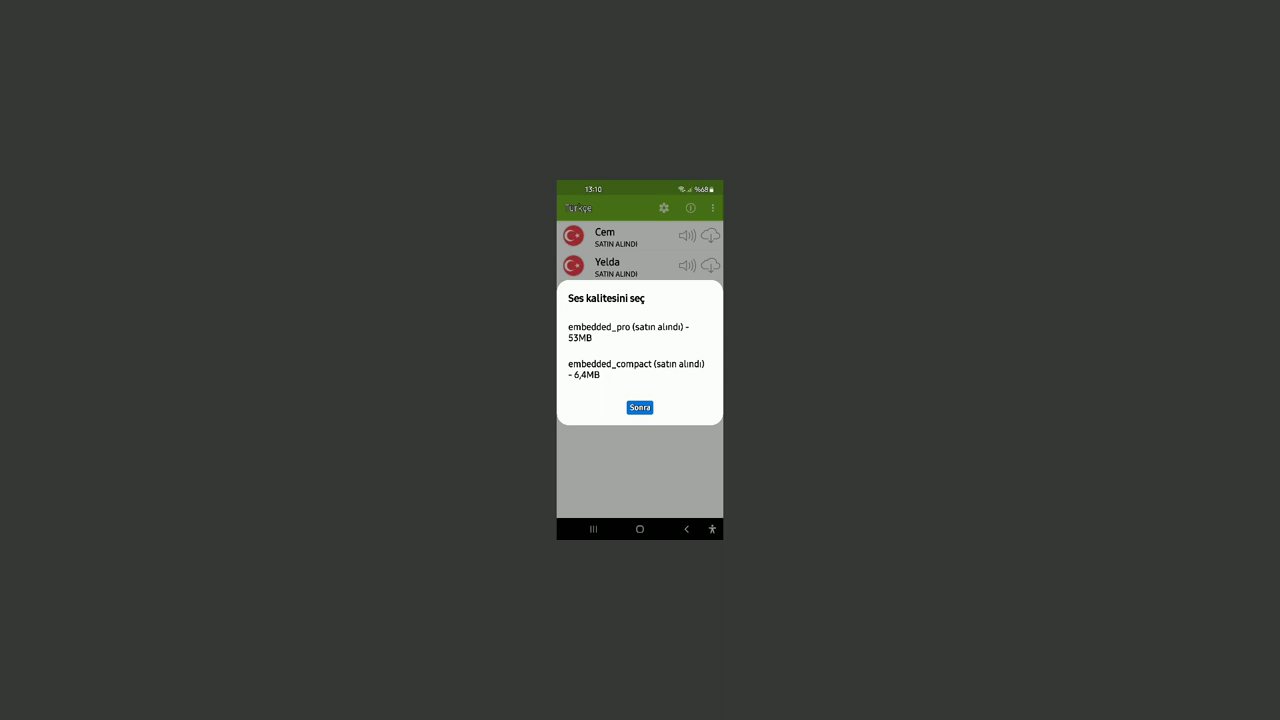 13:10
%68
Türkçe
Cem
SATIN ALINDI
Yelda
SATIN ALINDI
Ses kalitesini seç
embedded_pro (satın alındı) -
53MB
embedded_compact (satın alındı)
- 6,4MB
Sonra